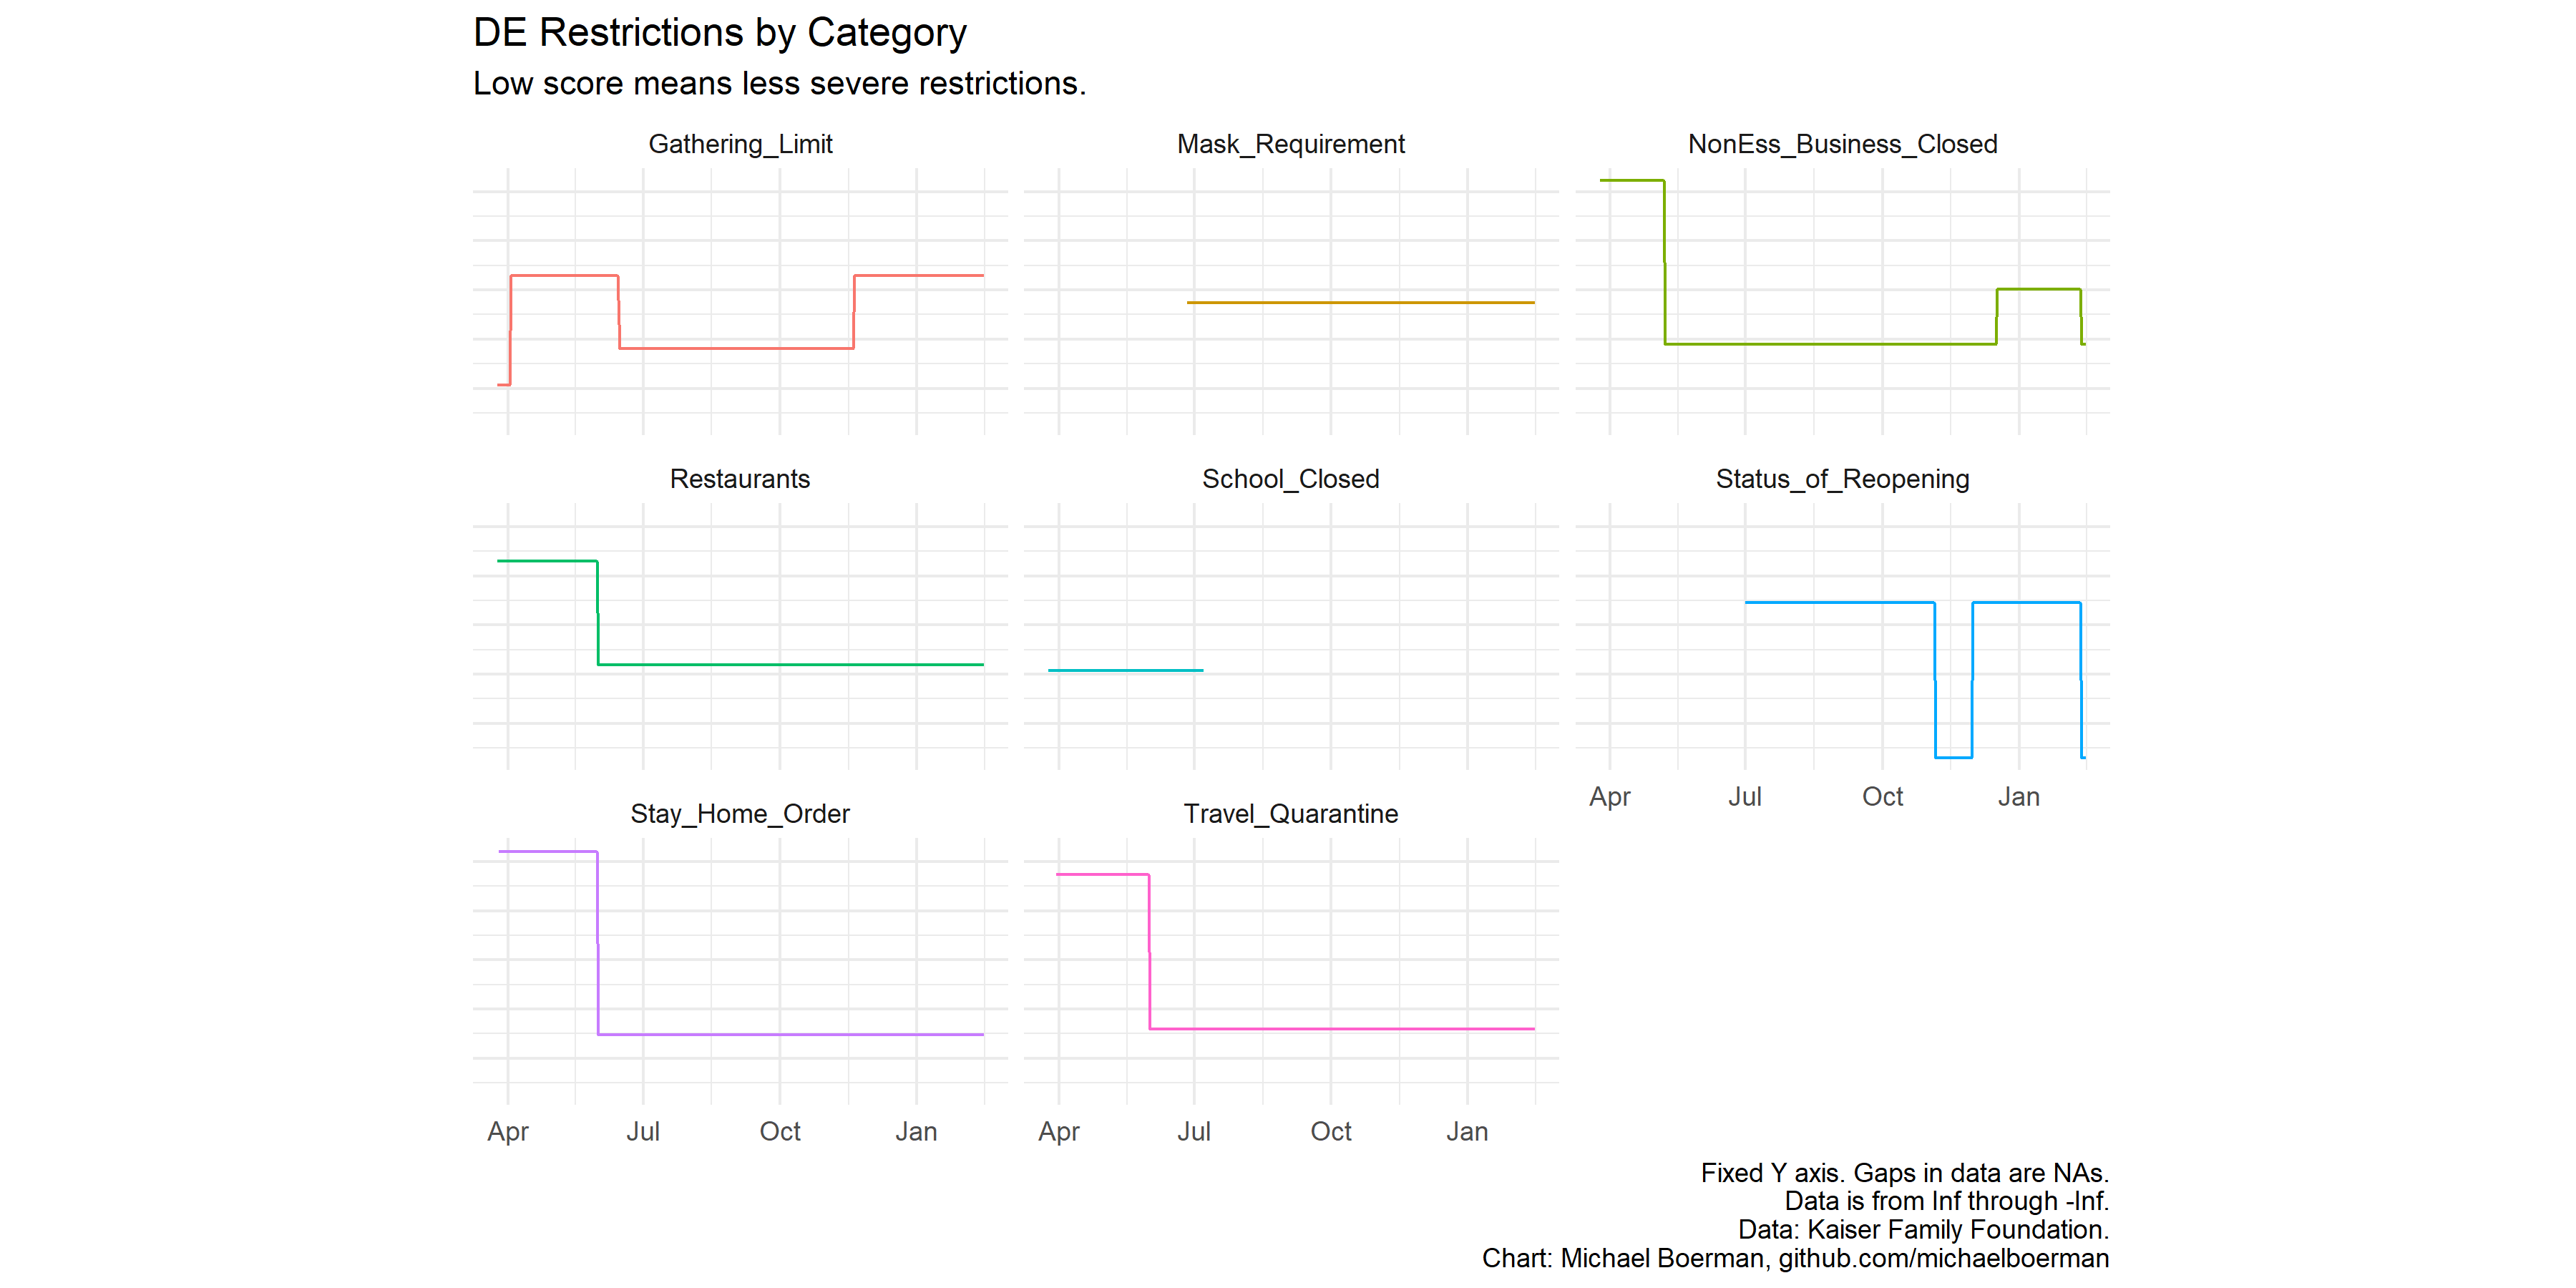 DE Restrictions by Category
Low score means less severe restrictions.
Gathering_Limit
Mask_Requirement
NonEss_Business_Closed
Restaurants
School_Closed
Status_of_Reopening
Apr Jul Oct Jan
Stay_Home_Order
Travel_Quarantine
Apr Jul Oct Jan
Apr Jul Oct Jan
Fixed Y axis. Gaps in data are NAs.
Data is from Inf through -Inf.
Data: Kaiser Family Foundation.
Chart: Michael Boerman, github.com/michaelboerman